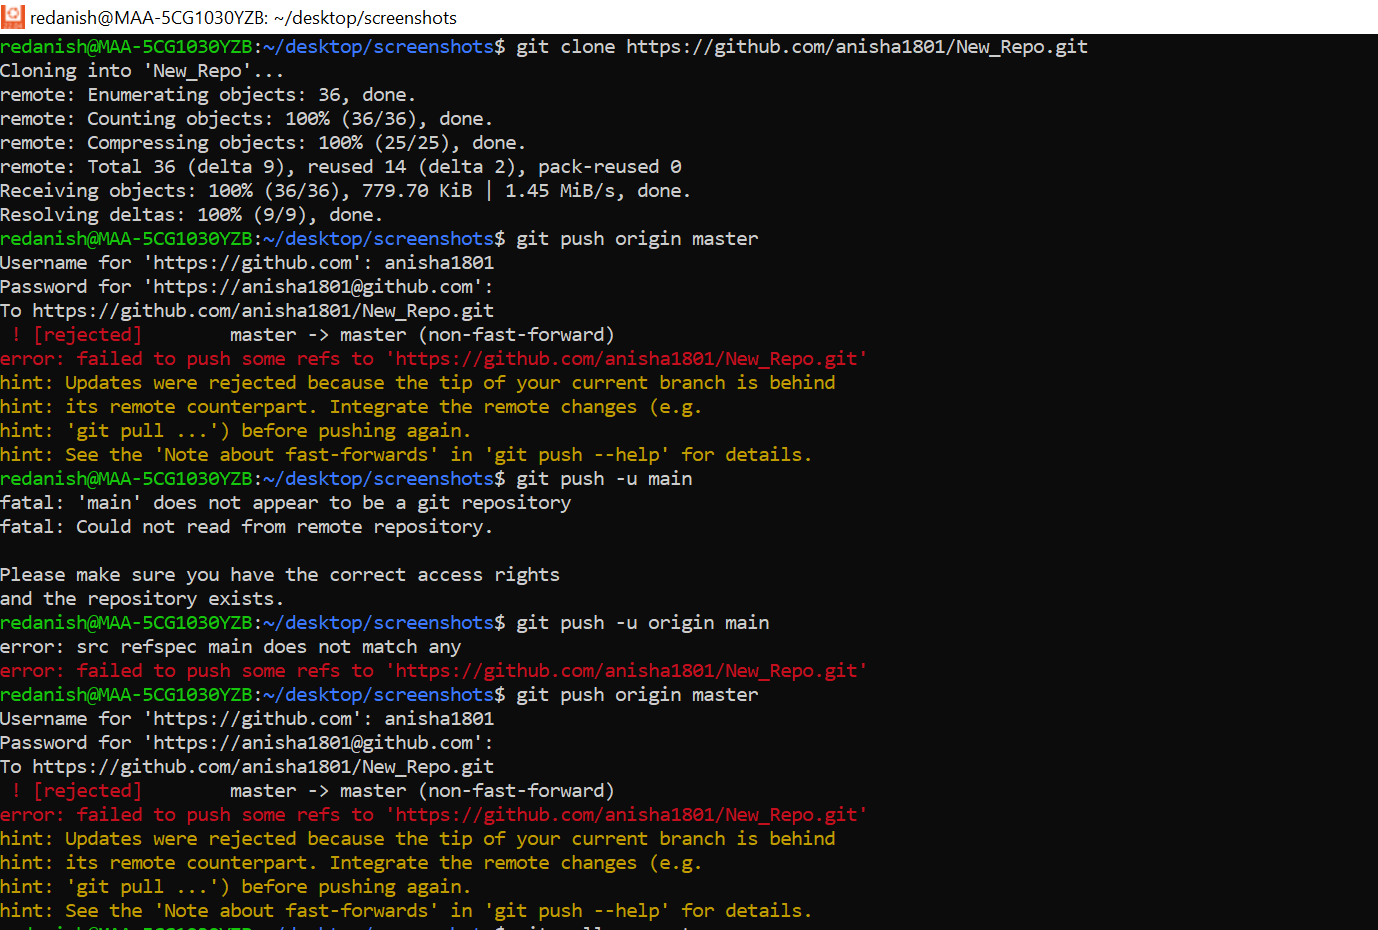 redanish@MAA-5CG1030YZB: ~/desktop/screenshots
redanish@MAA-5CG1030YZB:~/desktop/screenshots$ git clone https://github.com/anisha1801/New_Repo.git
Cloning into 'New_Repo'...
remote: Enumerating objects: 36, done.
remote: Counting objects: 100% (36/36), done.
remote: Compressing objects: 100% (25/25), done.
remote: Total 36 (delta 9), reused 14 (delta 2), pack-reused 0
Receiving objects: 100% (36/36), 779.70 KiB | 1.45 MiB/s, done.
Resolving deltas: 100% (9/9), done.
redanish@MAA-5CG1030YZB:~/desktop/screenshots$ git push origin master
Username for 'https://github.com': anisha1801
Password for 'https://anisha1801@github.com':
To https://github.com/anisha1801/New_Repo.git
 ! [rejected]        master -> master (non-fast-forward)
error: failed to push some refs to 'https://github.com/anisha1801/New_Repo.git'
hint: Updates were rejected because the tip of your current branch is behind
hint: its remote counterpart. Integrate the remote changes (e.g.
hint: 'git pull ...') before pushing again.
hint: See the 'Note about fast-forwards' in 'git push --help' for details.
redanish@MAA-5CG1030YZB:~/desktop/screenshots$ git push -u main
fatal: 'main' does not appear to be a git repository
fatal: Could not read from remote repository.

Please make sure you have the correct access rights
and the repository exists.
redanish@MAA-5CG1030YZB:~/desktop/screenshots$ git push -u origin main
error: src refspec main does not match any
error: failed to push some refs to 'https://github.com/anisha1801/New_Repo.git'
redanish@MAA-5CG1030YZB:~/desktop/screenshots$ git push origin master
Username for 'https://github.com': anisha1801
Password for 'https://anisha1801@github.com':
To https://github.com/anisha1801/New_Repo.git
 ! [rejected]        master -> master (non-fast-forward)
error: failed to push some refs to 'https://github.com/anisha1801/New_Repo.git'
hint: Updates were rejected because the tip of your current branch is behind
hint: its remote counterpart. Integrate the remote changes (e.g.
hint: 'git pull ...') before pushing again.
hint: See the 'Note about fast-forwards' in 'git push --help' for details.